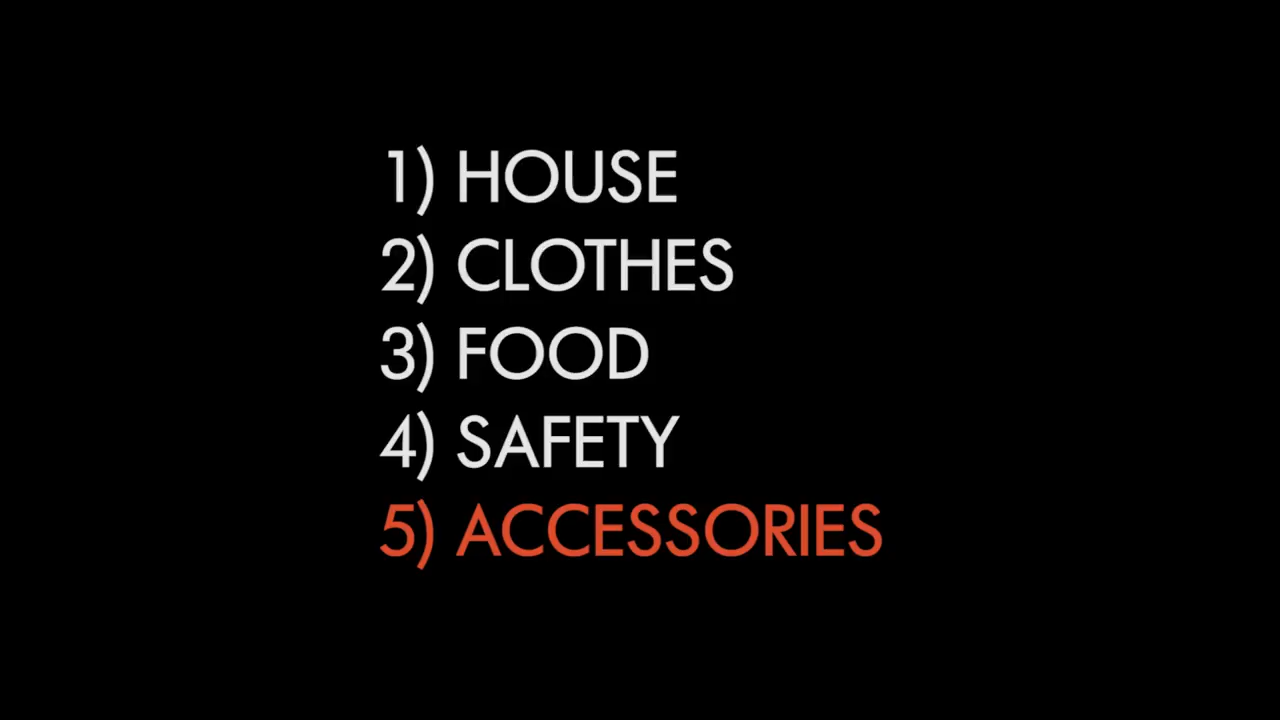 1) HOUSE
2) CLOTHES
3) FOOD
4) SAFETY
5) ACCESSORIES